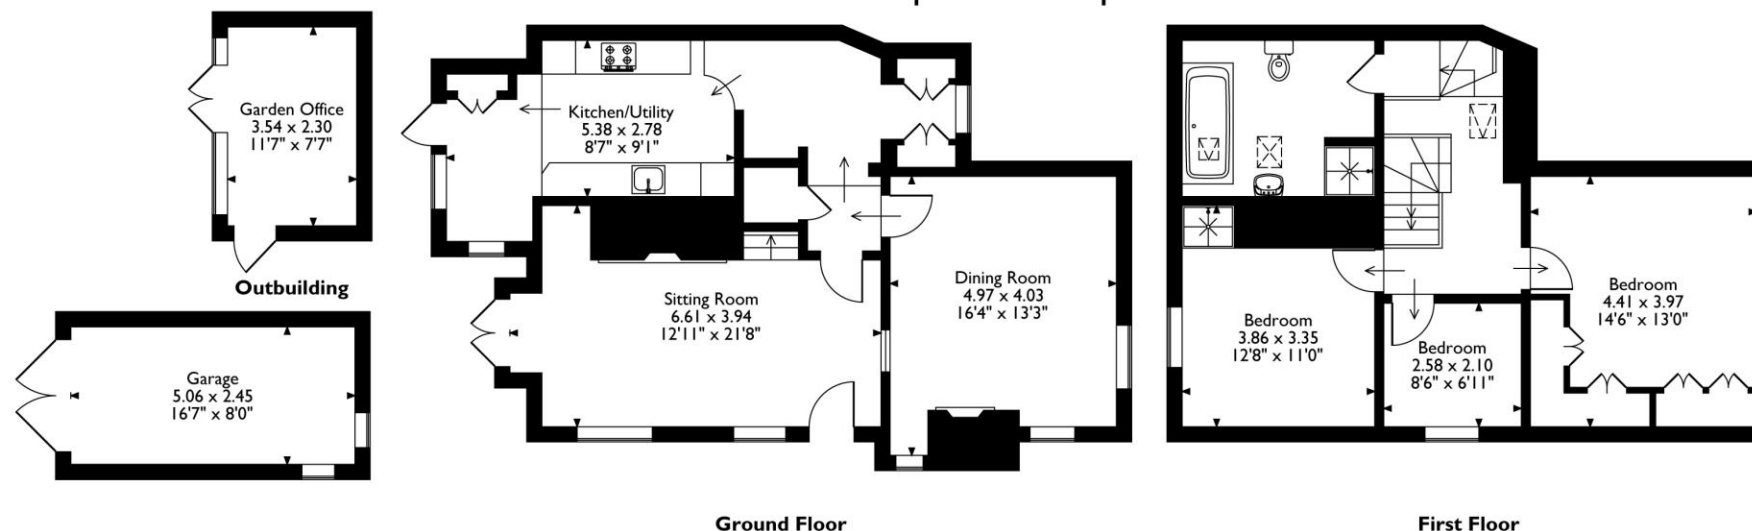 Garden Office
3.54 x 2.30
11'7" x 7'7"
Outbuilding
Garage
5.06 x 2.45
16'7" x 8'0"
Kitchen/Utility
5.38 x 2.78
8'7" x 9'1"
Sitting Room
6.61 x 3.94
12'11" x 21'8"
Dining Room
4.97 x 4.03
16'4" x 13'3"
Ground Floor
Bedroom
3.86 x 3.35
12'8" x 11'0"
Bedroom
2.58 x 2.10
8'6" x 6'11"
Bedroom
4.41 x 3.97
14'6" x 13'0"
First Floor